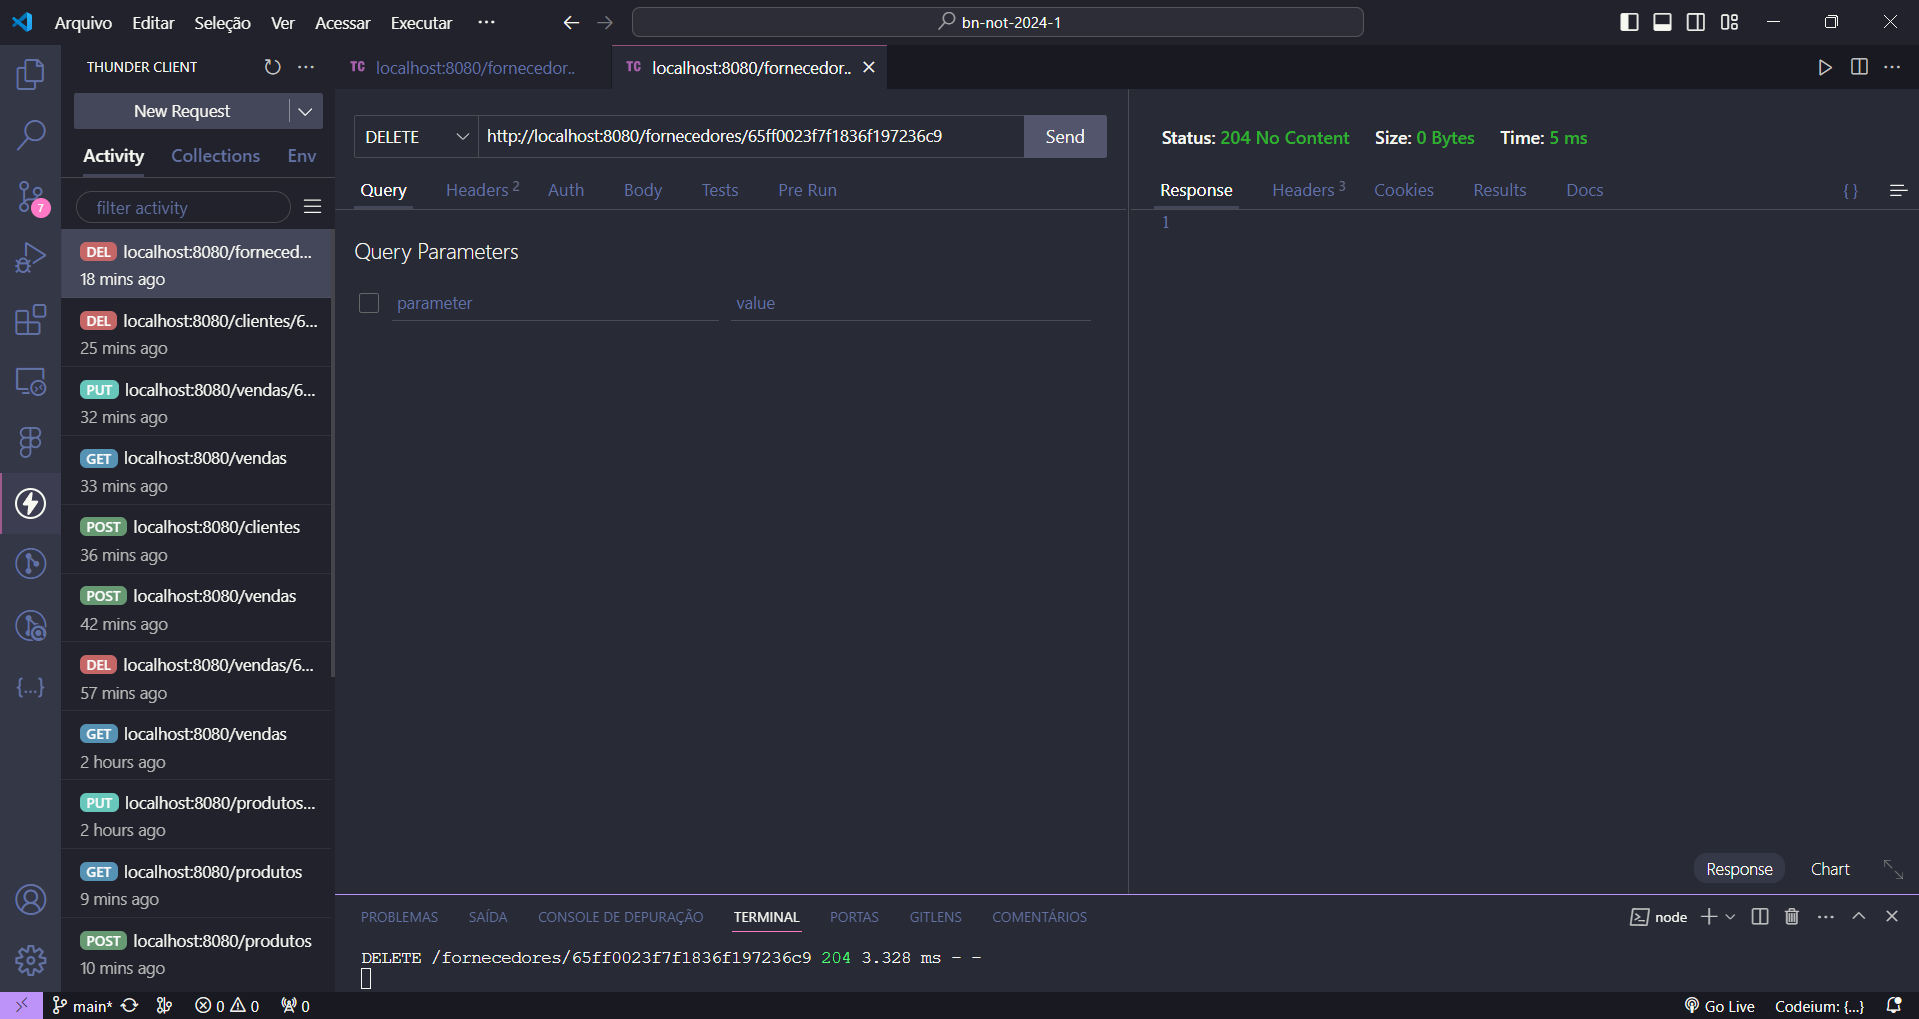 Arquivo Editar Seleção Ver Acessar Executar ··· bn-not-2024-1
THUNDER CLIENT ···
TC localhost:8080/fornecedor.. TC localhost:8080/fornecedor.. ···
New Request
Activity Collections Env
filter activity
7
DEL localhost:8080/forneced...
18 mins ago
DEL localhost:8080/clientes/6...
25 mins ago
PUT localhost:8080/vendas/6...
32 mins ago
GET localhost:8080/vendas
33 mins ago
POST localhost:8080/clientes
36 mins ago
POST localhost:8080/vendas
42 mins ago
DEL localhost:8080/vendas/6...
57 mins ago
GET localhost:8080/vendas
2 hours ago
PUT localhost:8080/produtos...
2 hours ago
GET localhost:8080/produtos
9 mins ago
POST localhost:8080/produtos
10 mins ago
{...}
DELETE http://localhost:8080/fornecedores/65ff0023f7f1836f197236c9 Send
Query Headers 2 Auth Body Tests Pre Run
Query Parameters
parameter value
Status: 204 No Content Size: 0 Bytes Time: 5 ms
Response Headers 3 Cookies Results Docs { }
1
Response Chart
PROBLEMAS SAÍDA CONSOLE DE DEPURAÇÃO TERMINAL PORTAS GITLENS COMENTÁRIOS node ···
DELETE /fornecedores/65ff0023f7f1836f197236c9 204 3.328 ms - -
main* 0 0 0 Go Live Codeium: {...}